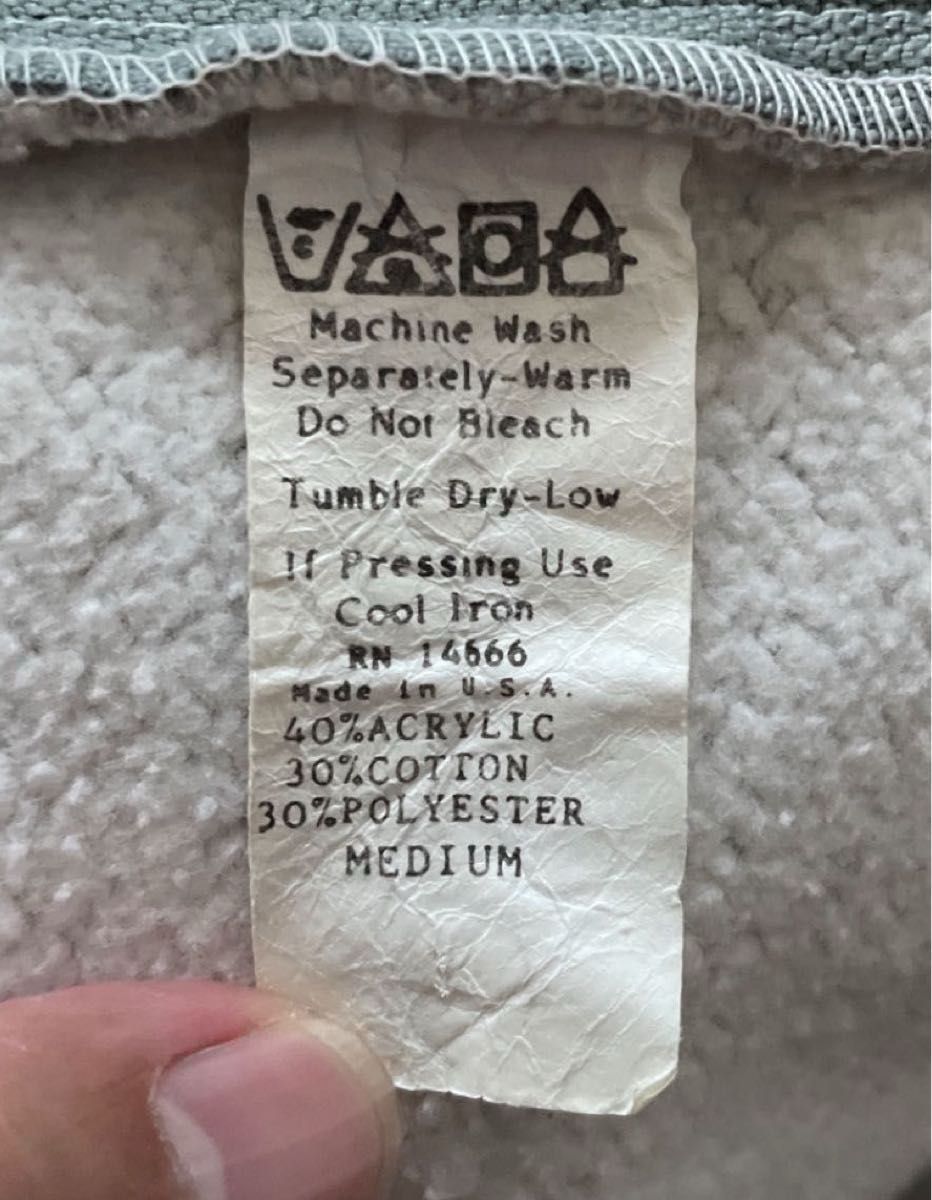 Machine Wash
Separately-Warm
Do Not Bleach
Tumble Dry-Low
If Pressing Use
Cool Iron
RN 14666
Made in U.S.A.
40%ACRYLIC
30%COTTON
30%POLYESTER
MEDIUM